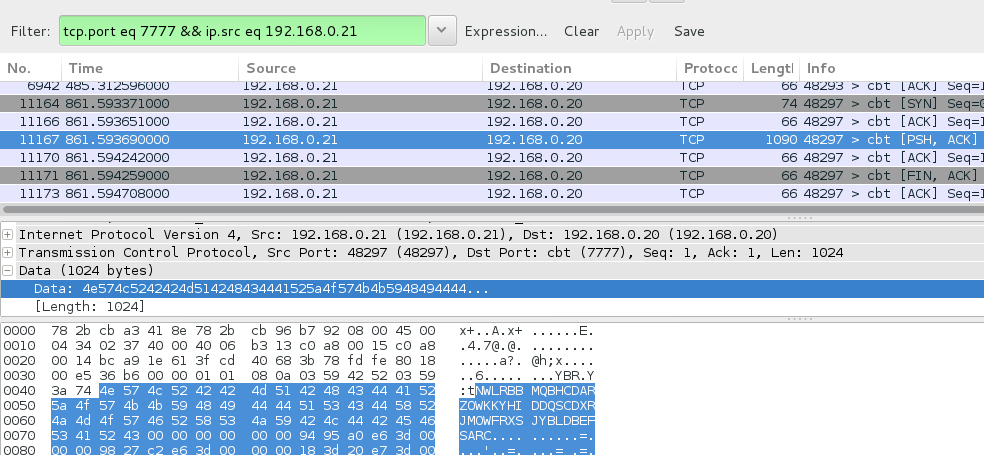 Filter: tcp.port eq 7777 && ip.src eq 192.168.0.21 Expression... Clear Apply Save
No. Time Source Destination Protocc Lengtl Info
6942 485.312596000 192.168.0.21 192.168.0.20 TCP 66 48293 > cbt [ACK] Seq=1
11164 861.593371000 192.168.0.21 192.168.0.20 TCP 74 48297 > cbt [SYN] Seq=0
11166 861.593651000 192.168.0.21 192.168.0.20 TCP 66 48297 > cbt [ACK] Seq=1
11167 861.593690000 192.168.0.21 192.168.0.20 TCP 1090 48297 > cbt [PSH, ACK]
11170 861.594242000 192.168.0.21 192.168.0.20 TCP 66 48297 > cbt [ACK] Seq=1
11171 861.594259000 192.168.0.21 192.168.0.20 TCP 66 48297 > cbt [FIN, ACK]
11173 861.594708000 192.168.0.21 192.168.0.20 TCP 66 48297 > cbt [ACK] Seq=1
Internet Protocol Version 4, Src: 192.168.0.21 (192.168.0.21), Dst: 192.168.0.20 (192.168.0.20)
Transmission Control Protocol, Src Port: 48297 (48297), Dst Port: cbt (7777), Seq: 1, Ack: 1, Len: 1024
Data (1024 bytes)
Data: 4e574c5242424d514248434441525a4f574b4b5948494444...
[Length: 1024]
0000 78 2b cb a3 41 8e 78 2b cb 96 b7 92 08 00 45 00 x+..A.x+ ......E.
0010 04 34 02 37 40 00 40 06 b3 13 c0 a8 00 15 c0 a8 .4.7@.@. ........
0020 00 14 bc a9 1e 61 3f cd 40 68 3b 78 fd fe 80 18 .....a?. @h;x....
0030 00 e5 36 b6 00 00 01 01 08 0a 03 59 42 52 03 59 ..6..... ...YBR.Y
0040 3a 74 4e 57 4c 52 42 42 4d 51 42 48 43 44 41 52 :tNWLRBB MQBHCDAR
0050 5a 4f 57 4b 4b 59 48 49 44 44 51 53 43 44 58 52 ZOWKKYHI DDQSCDXR
0060 4a 4d 4f 57 46 52 58 53 4a 59 42 4c 44 42 45 46 JMOWFRXS JYBLDBEF
0070 53 41 52 43 00 00 00 00 00 00 94 95 a0 e6 3d 00 SARC.... ......=.
0080 00 00 98 27 c2 e6 3d 00 00 00 18 3d 20 e7 3d 00 ...'..=. ...= .=.